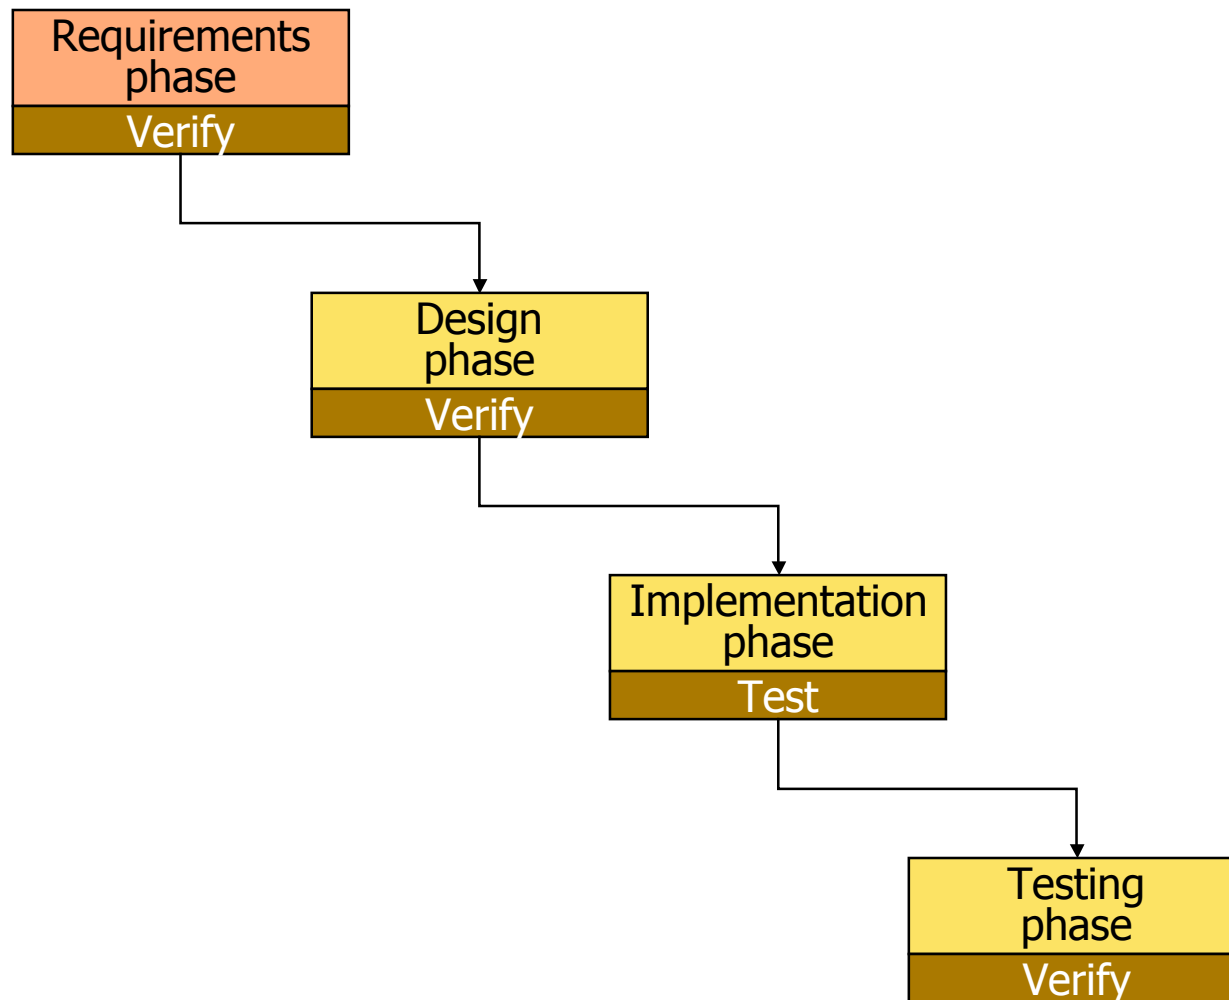 Requirements
phase
Verify
Design
phase
Verify
Implementation
phase
Test
Testing
phase
Verify